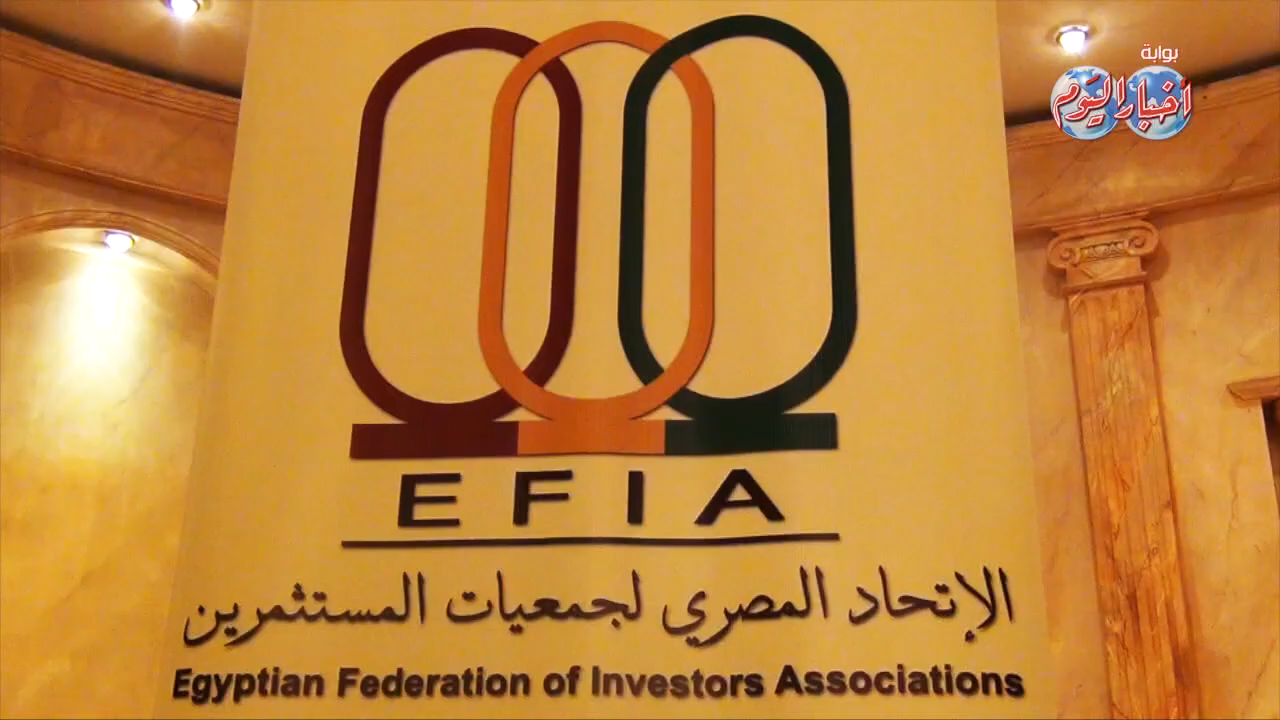 بوابة
أخبار اليوم
EFIA
الإتحاد المصري لجمعيات المستثمرين
Egyptian Federation of Investors Associations